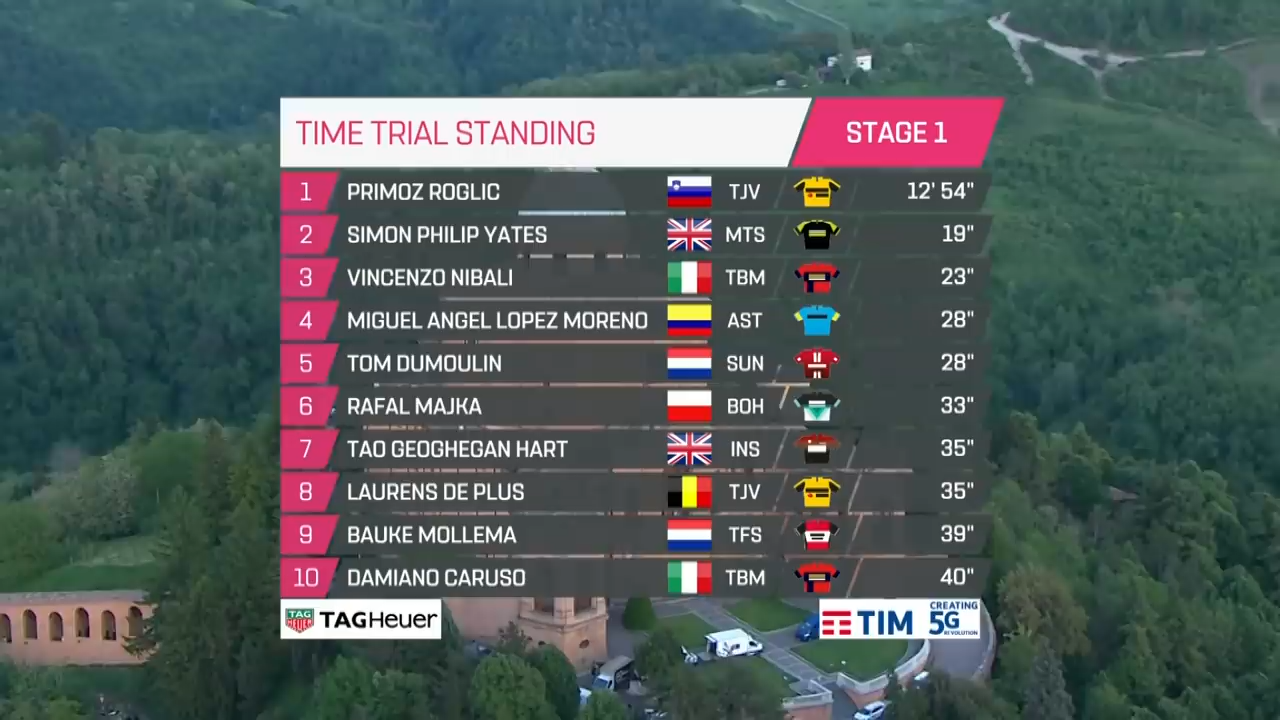 TIME TRIAL STANDING STAGE 1
1 PRIMOZ ROGLIC TJV 12' 54"
2 SIMON PHILIP YATES MTS 19"
3 VINCENZO NIBALI TBM 23"
4 MIGUEL ANGEL LOPEZ MORENO AST 28"
5 TOM DUMOULIN SUN 28"
6 RAFAL MAJKA BOH 33"
7 TAO GEOGHEGAN HART INS 35"
8 LAURENS DE PLUS TJV 35"
9 BAUKE MOLLEMA TFS 39"
10 DAMIANO CARUSO TBM 40"
TAG HEUER TAGHeuer
TIM CREATING 5G REVOLUTION